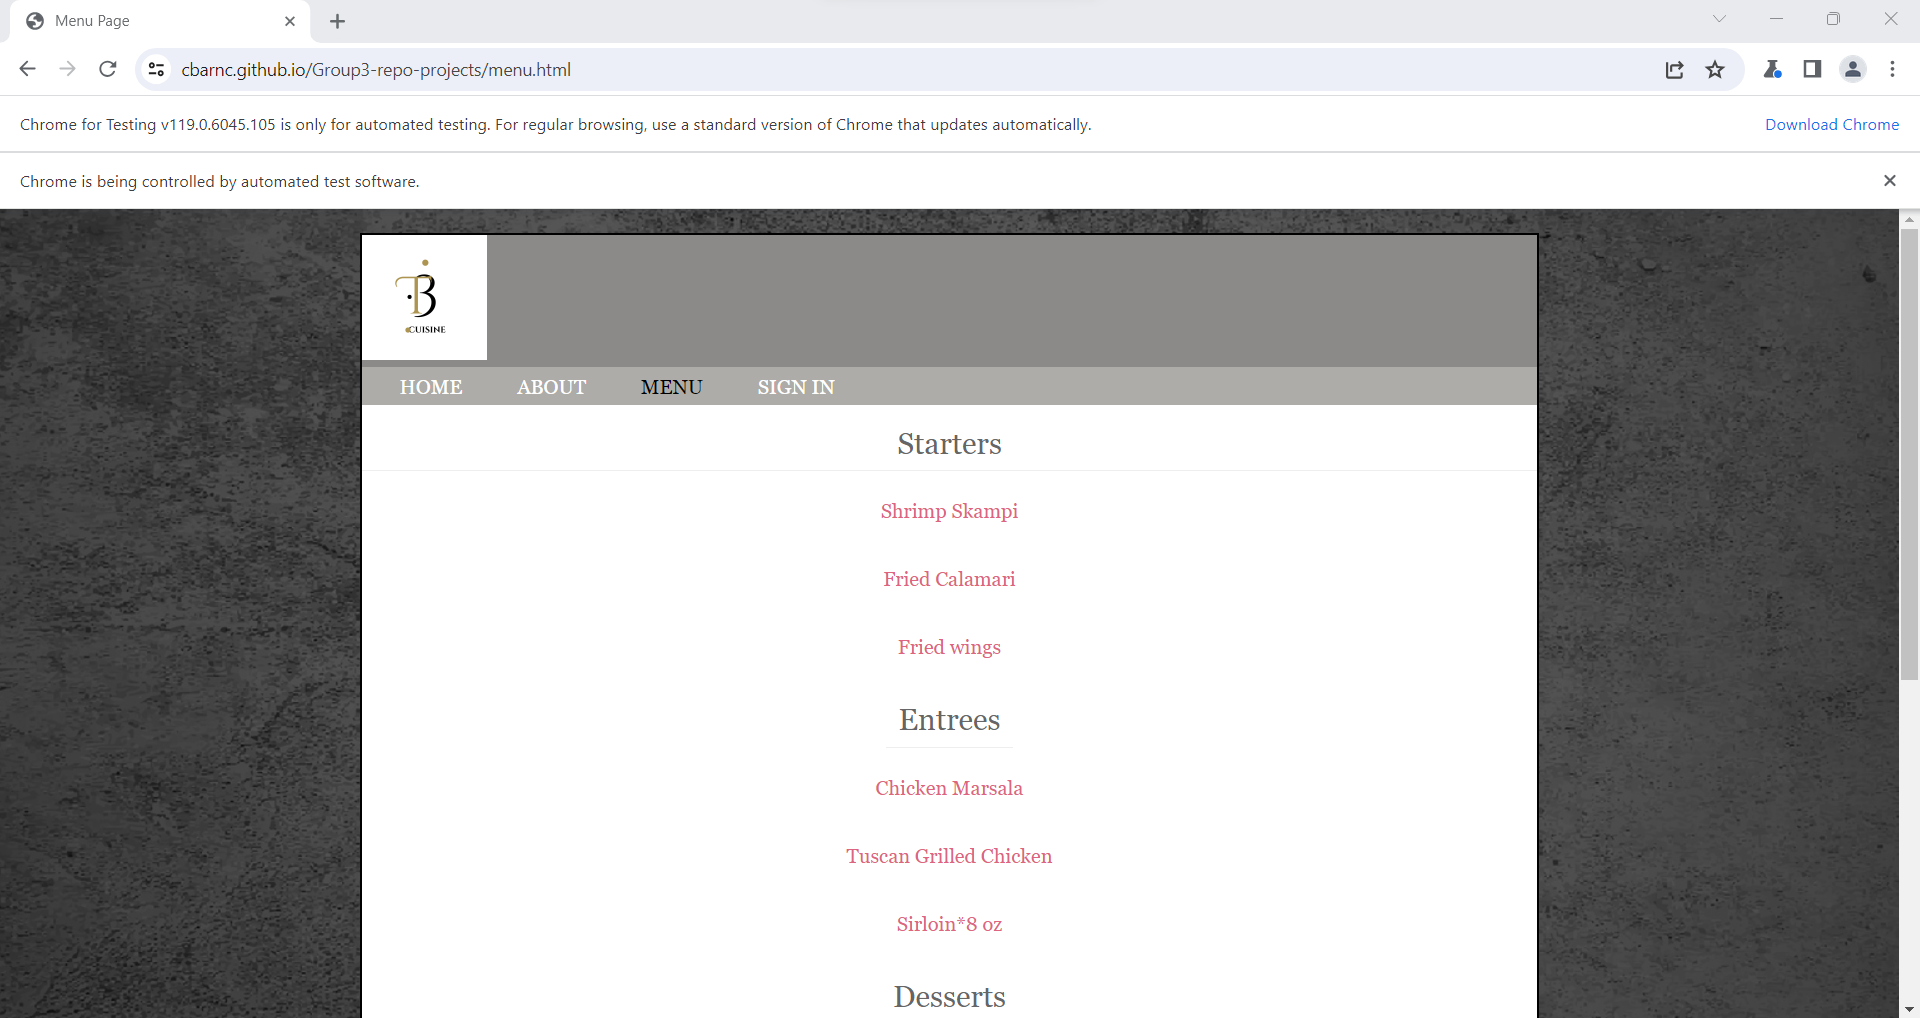 Menu Page
cbarnc.github.io/Group3-repo-projects/menu.html
Chrome for Testing v119.0.6045.105 is only for automated testing. For regular browsing, use a standard version of Chrome that updates automatically.
Download Chrome
Chrome is being controlled by automated test software.
TB
CUISINE
HOME ABOUT MENU SIGN IN
Starters
Shrimp Skampi
Fried Calamari
Fried wings
Entrees
Chicken Marsala
Tuscan Grilled Chicken
Sirloin*8 oz
Desserts